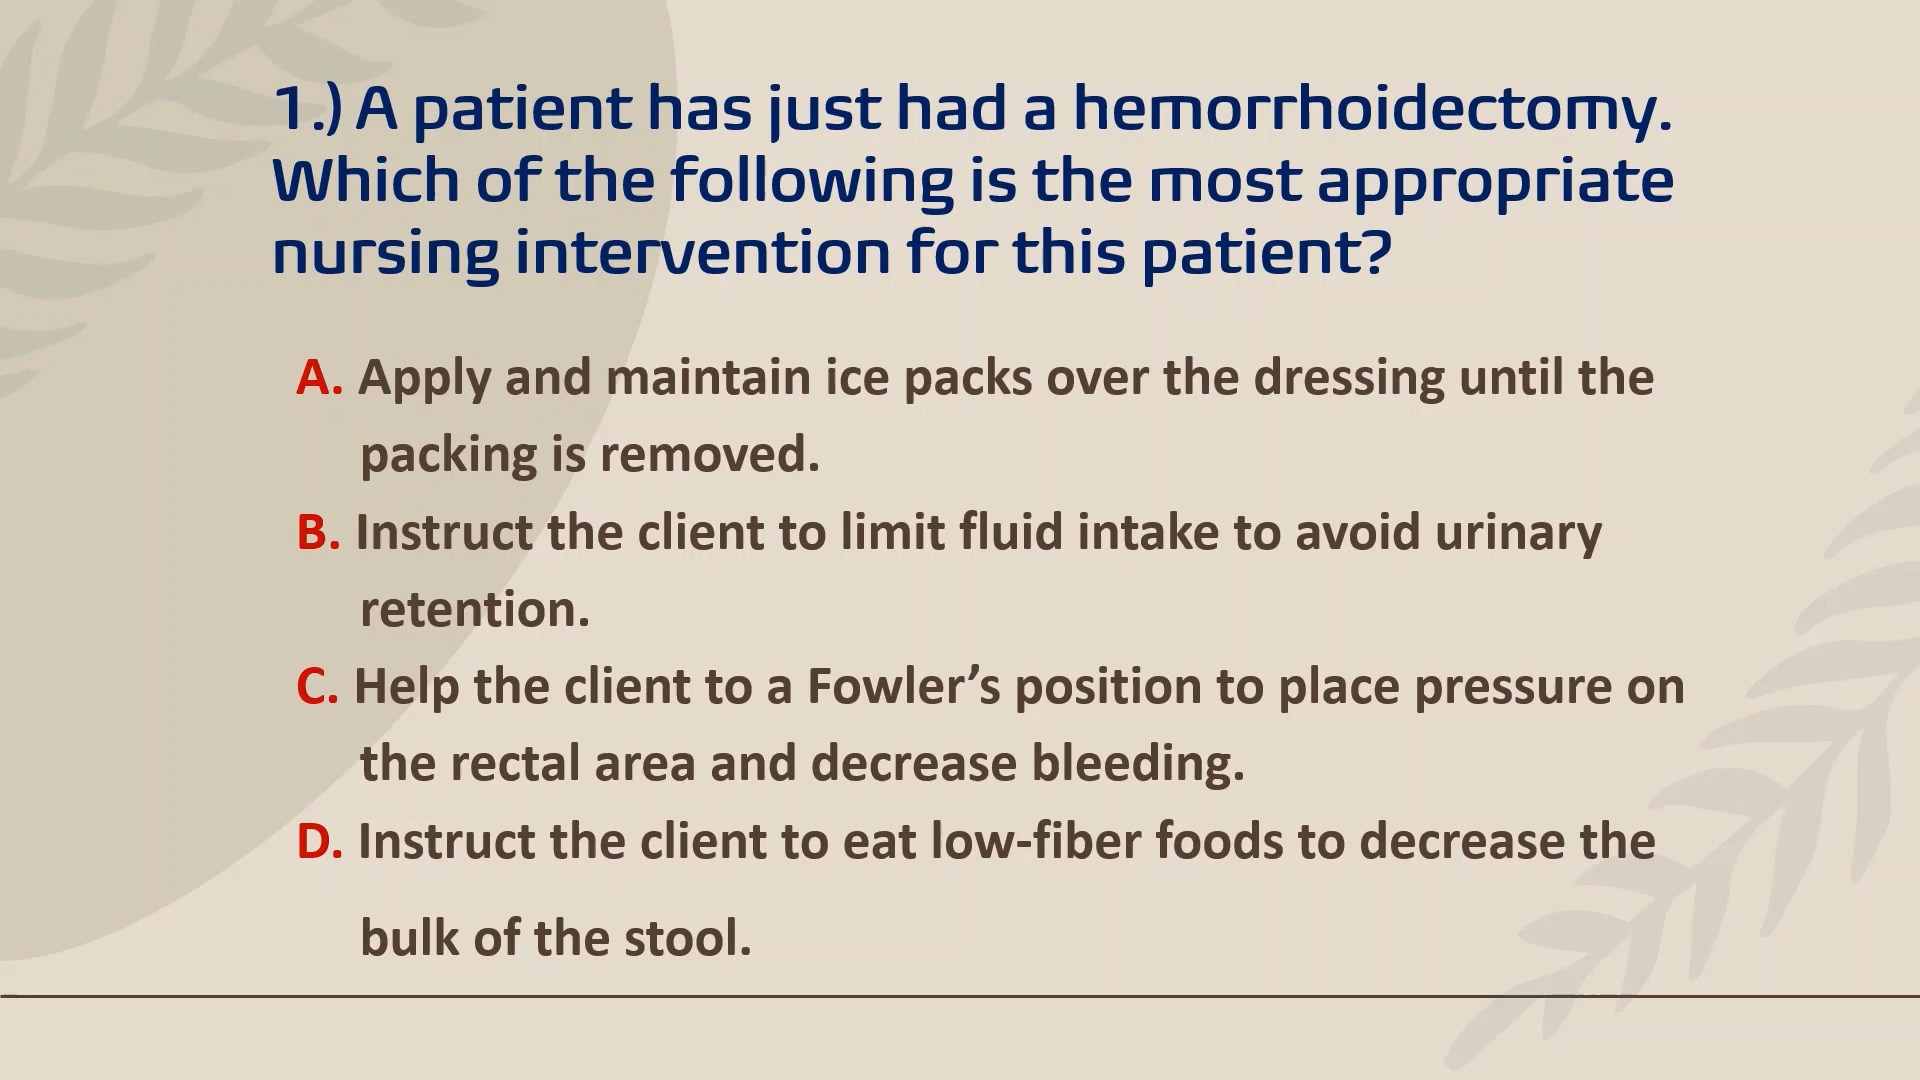 1.) A patient has just had a hemorrhoidectomy.
Which of the following is the most appropriate
nursing intervention for this patient?
A. Apply and maintain ice packs over the dressing until the
packing is removed.
B. Instruct the client to limit fluid intake to avoid urinary
retention.
C. Help the client to a Fowler’s position to place pressure on
the rectal area and decrease bleeding.
D. Instruct the client to eat low-fiber foods to decrease the
bulk of the stool.